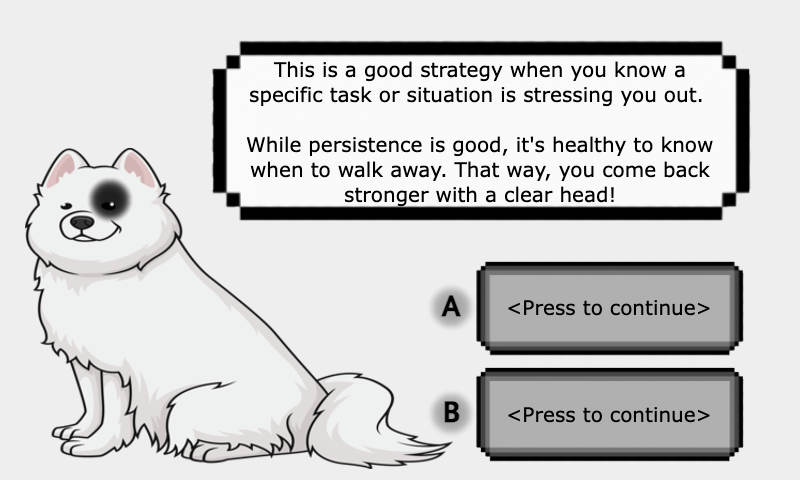 This is a good strategy when you know a
specific task or situation is stressing you out.
While persistence is good, it's healthy to know
when to walk away. That way, you come back
stronger with a clear head!
A
<Press to continue>
B
<Press to continue>